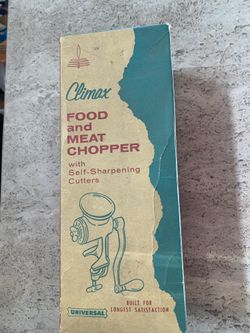 Climax
FOOD
and
MEAT
CHOPPER
with
Self-Sharpening
Cutters
UNIVERSAL
BUILT FOR
LONGEST SATISFACTION